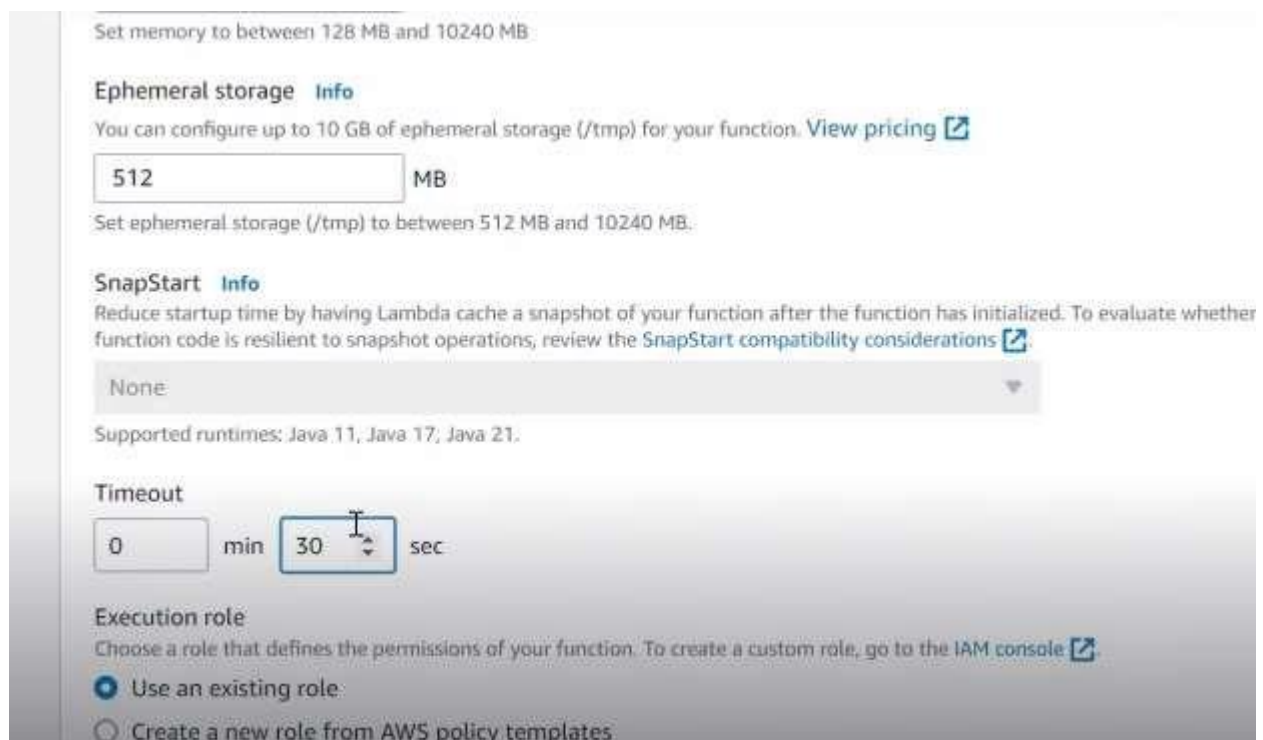 Set memory to between 128 MB and 10240 MB
Ephemeral storage Info
You can configure up to 10 GB of ephemeral storage (/tmp) for your function. View pricing
512 MB
Set ephemeral storage (/tmp) to between 512 MB and 10240 MB.
SnapStart Info
Reduce startup time by having Lambda cache a snapshot of your function after the function has initialized. To evaluate whether
function code is resilient to snapshot operations, review the SnapStart compatibility considerations
None
Supported runtimes: Java 11, Java 17, Java 21.
Timeout
0 min 30 sec
Execution role
Choose a role that defines the permissions of your function. To create a custom role, go to the IAM console
Use an existing role
Create a new role from AWS policy templates